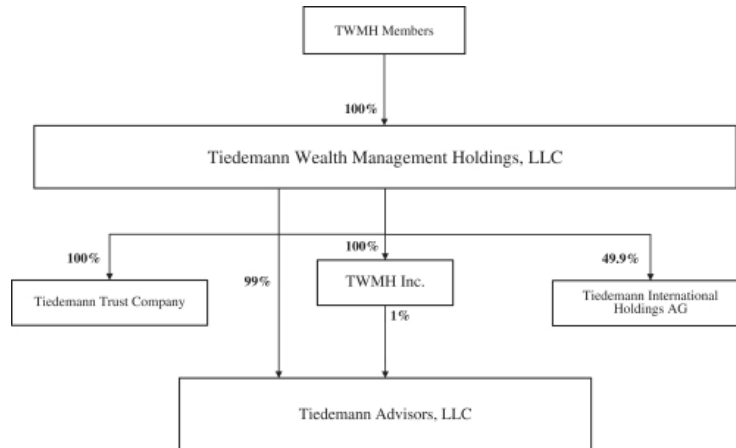 TWMH Members
100%
Tiedemann Wealth Management Holdings, LLC
100%
99%
100%
49.9%
Tiedemann Trust Company
TWMH Inc.
Tiedemann International
Holdings AG
1%
Tiedemann Advisors, LLC